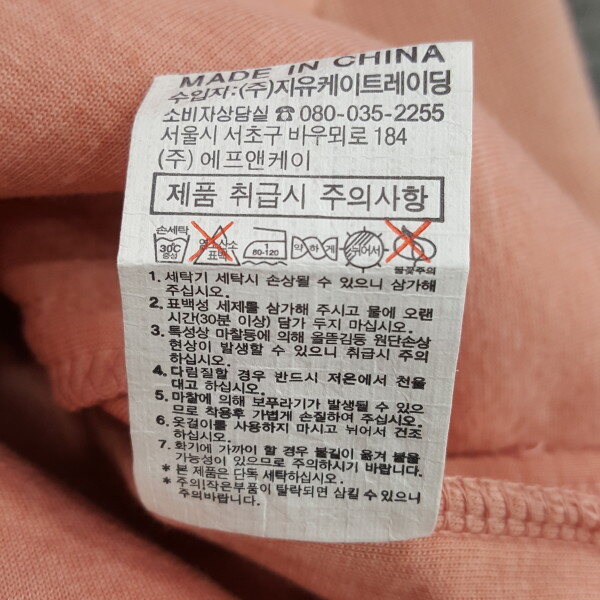 MADE IN CHINA
수입자:(주)지유케이트레이딩
소비자상담실 ☎ 080-035-2255
서울시 서초구 바우뫼로 184
(주) 에프앤케이
제품 취급시 주의사항
손세탁 30℃ 중성 염소산소 표백 1 80-120 약하게 뉘어서 불꽃주의
1. 세탁기 세탁시 손상될 수 있으니 삼가해
주십시오.
2. 표백성 세제를 삼가해 주시고 물에 오랜
시간(30분 이상) 담가 두지 마십시오.
3. 특성상 마찰등에 의해 올뜯김등 원단손상
현상이 발생할 수 있으니 취급시 주의
하십시오.
4. 다림질할 경우 반드시 저온에서 천을
대고 하십시오.
5. 마찰에 의해 보푸라기가 발생될 수 있으
므로 착용후 가볍게 손질하여 주십시오.
6. 옷걸이를 사용하지 마시고 뉘어서 건조
하십시오.
7. 화기에 가까이 할 경우 불길이 옮겨 붙을
가능성이 있으므로 주의하시기 바랍니다.
* 본 제품은 단독 세탁하십시오.
* 주의!작은부품이 탈락되면 삼킬 수 있으니
주의바랍니다.